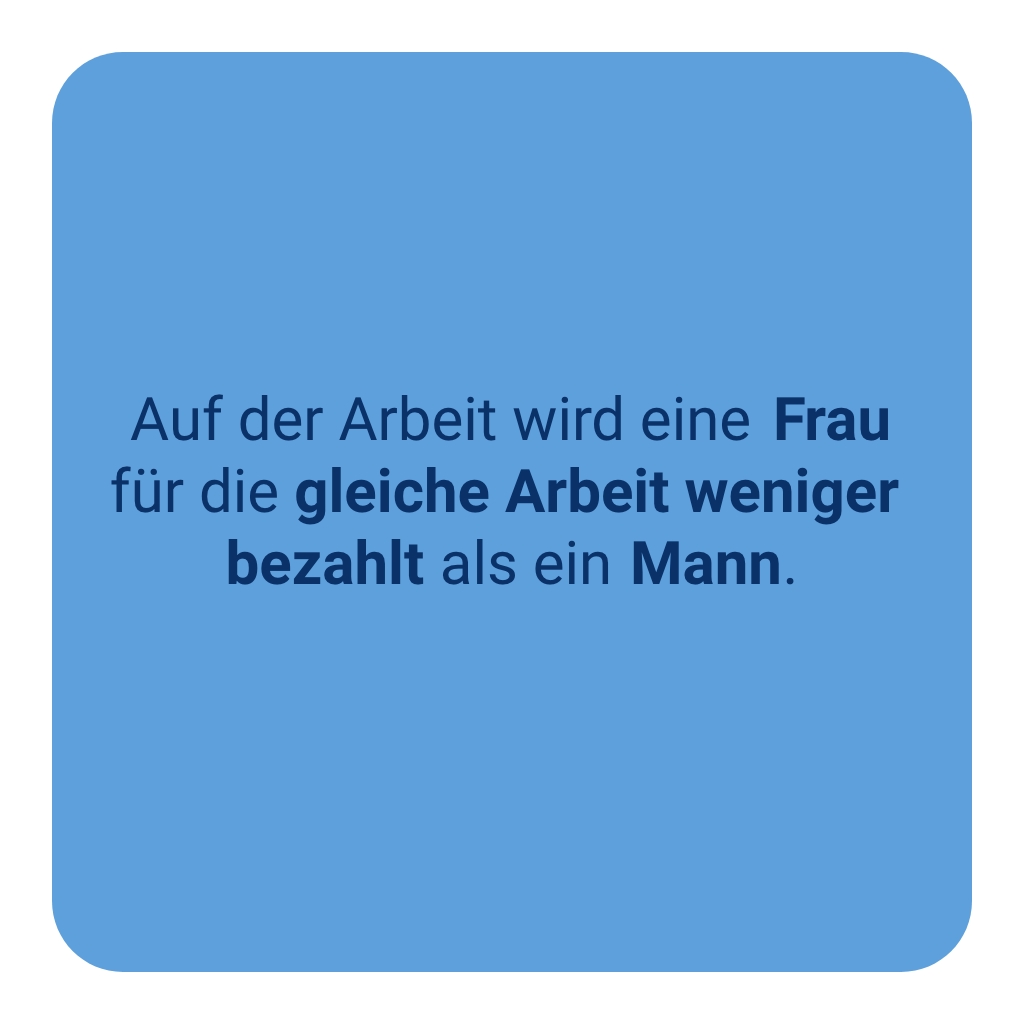 Auf der Arbeit wird eine Frau
für die gleiche Arbeit weniger
bezahlt als ein Mann.